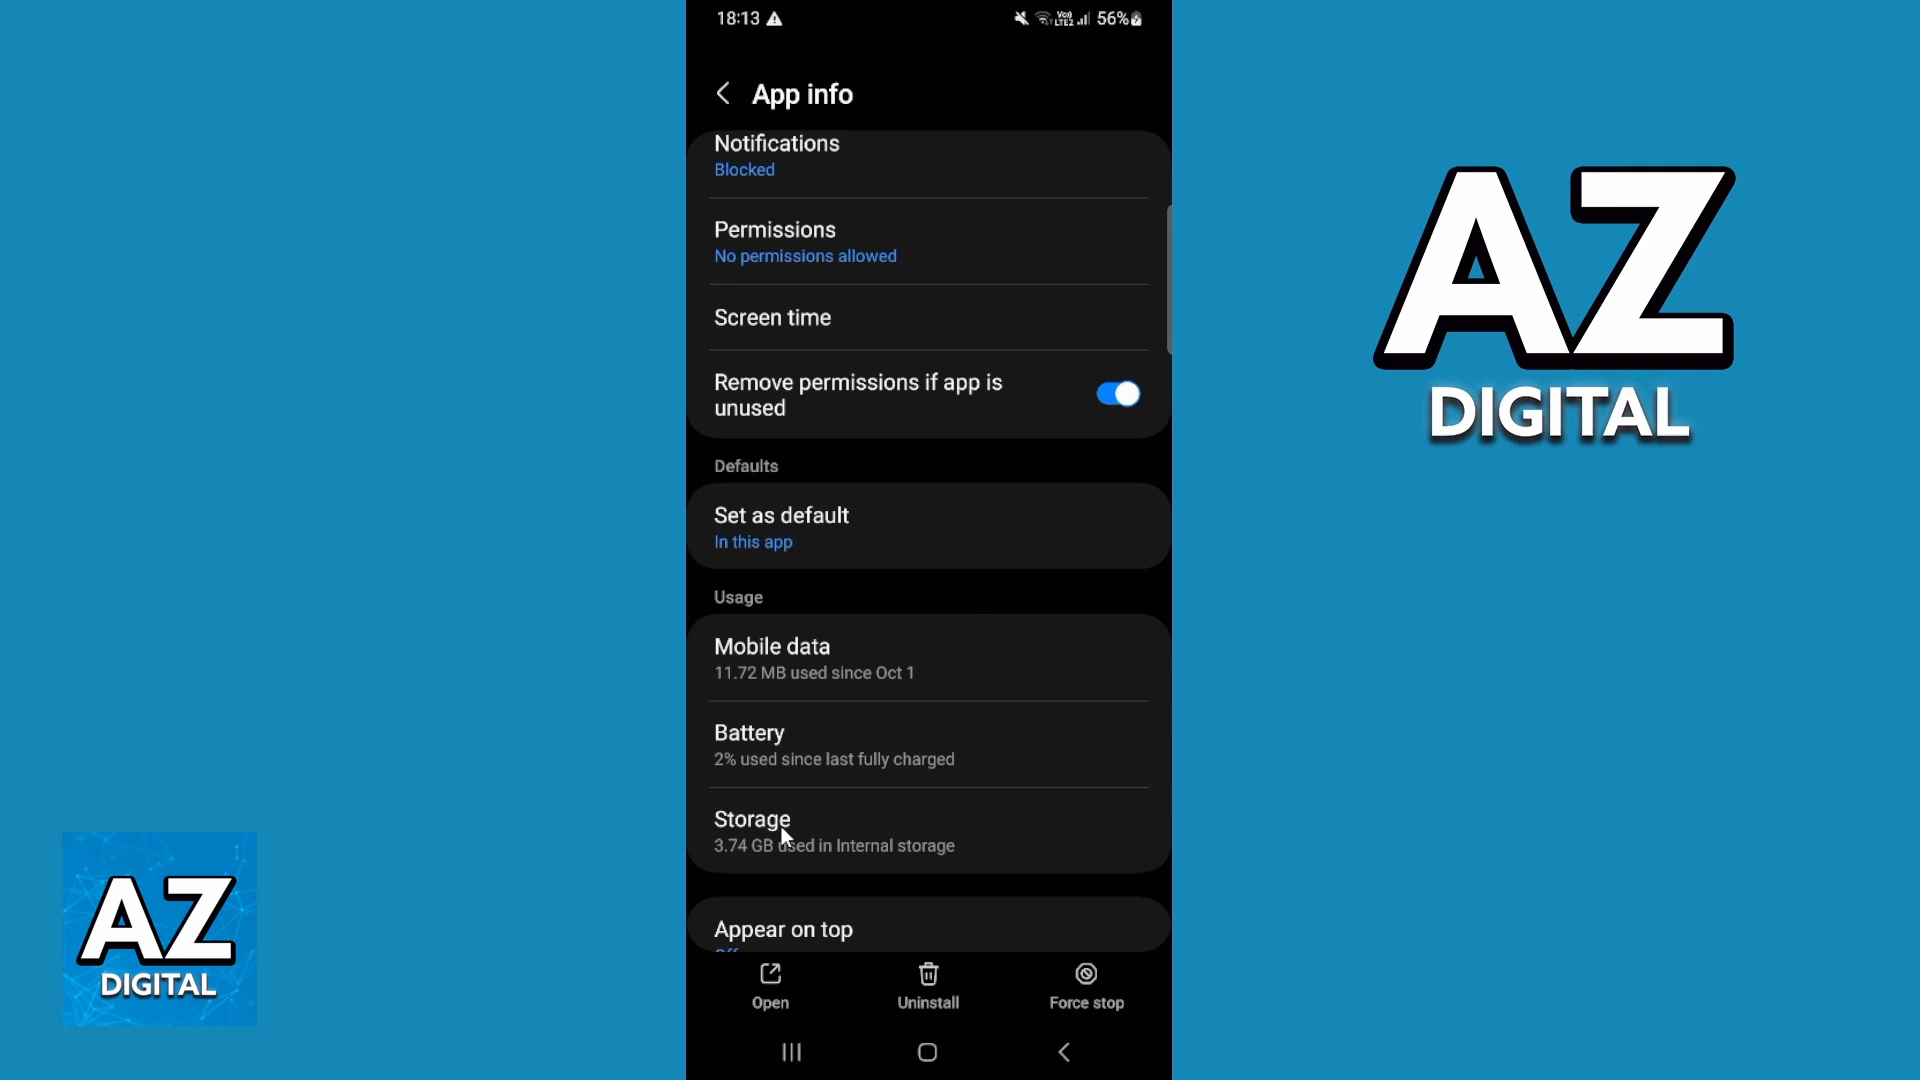 18:13
Vo)) LTE2 56%
App info
Notifications
Blocked
Permissions
No permissions allowed
Screen time
Remove permissions if app is
unused
Defaults
Set as default
In this app
Usage
Mobile data
11.72 MB used since Oct 1
Battery
2% used since last fully charged
Storage
3.74 GB used in Internal storage
Appear on top
Off
Open
Uninstall
Force stop
AZ
DIGITAL
AZ
DIGITAL